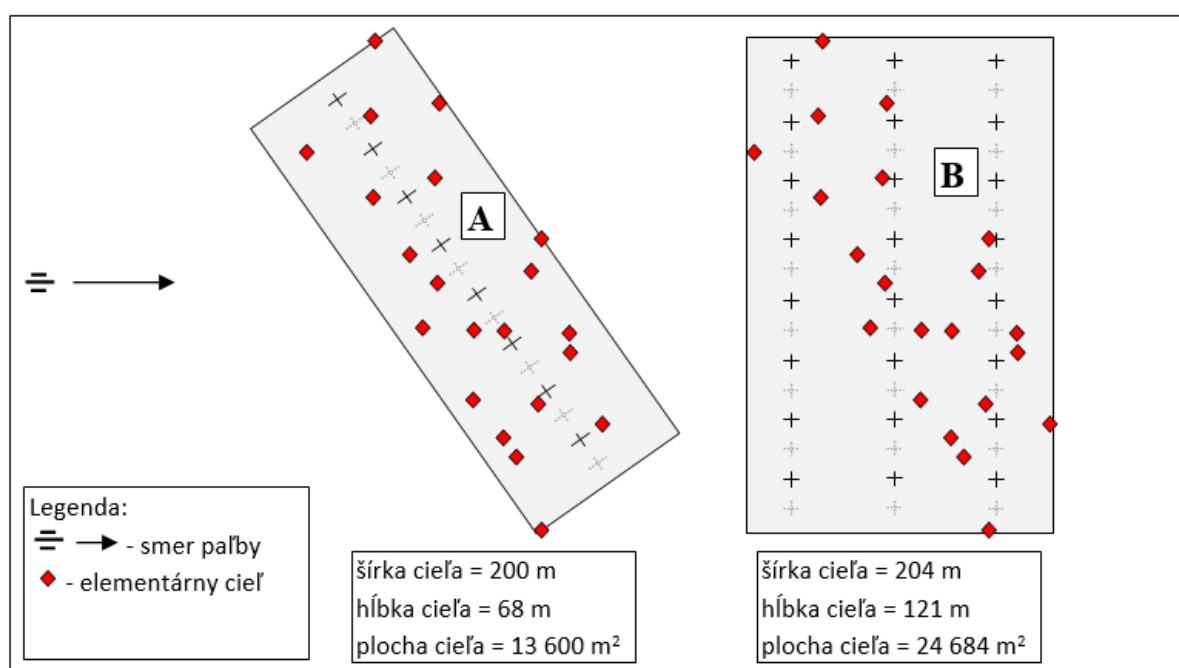 A
B
Legenda:
- smer paľby
- elementárny cieľ
šírka cieľa = 200 m
hĺbka cieľa = 68 m
plocha cieľa = 13 600 m²
šírka cieľa = 204 m
hĺbka cieľa = 121 m
plocha cieľa = 24 684 m²